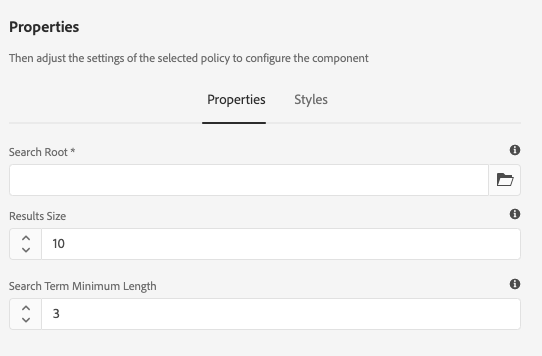 Properties
Then adjust the settings of the selected policy to configure the component
Properties Styles
Search Root *
Results Size
10
Search Term Minimum Length
3